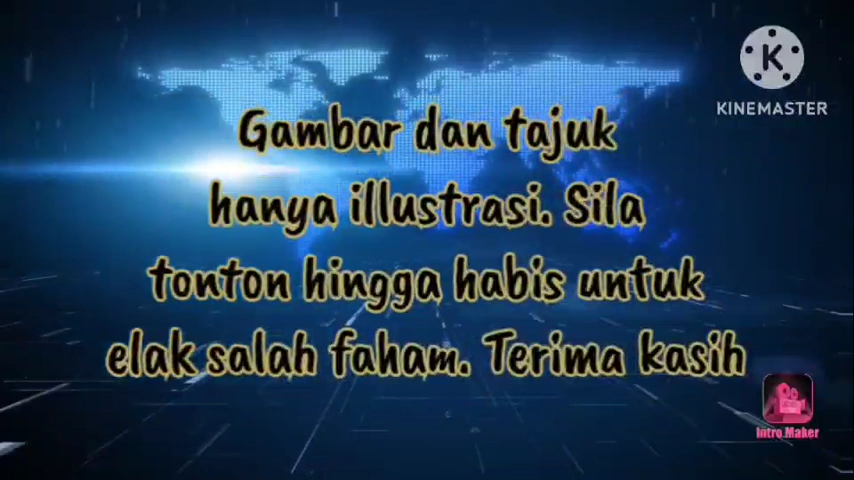 KINEMASTER
Gambar dan tajuk
hanya illustrasi. Sila
tonton hingga habis untuk
elak salah faham. Terima kasih
Intro Maker